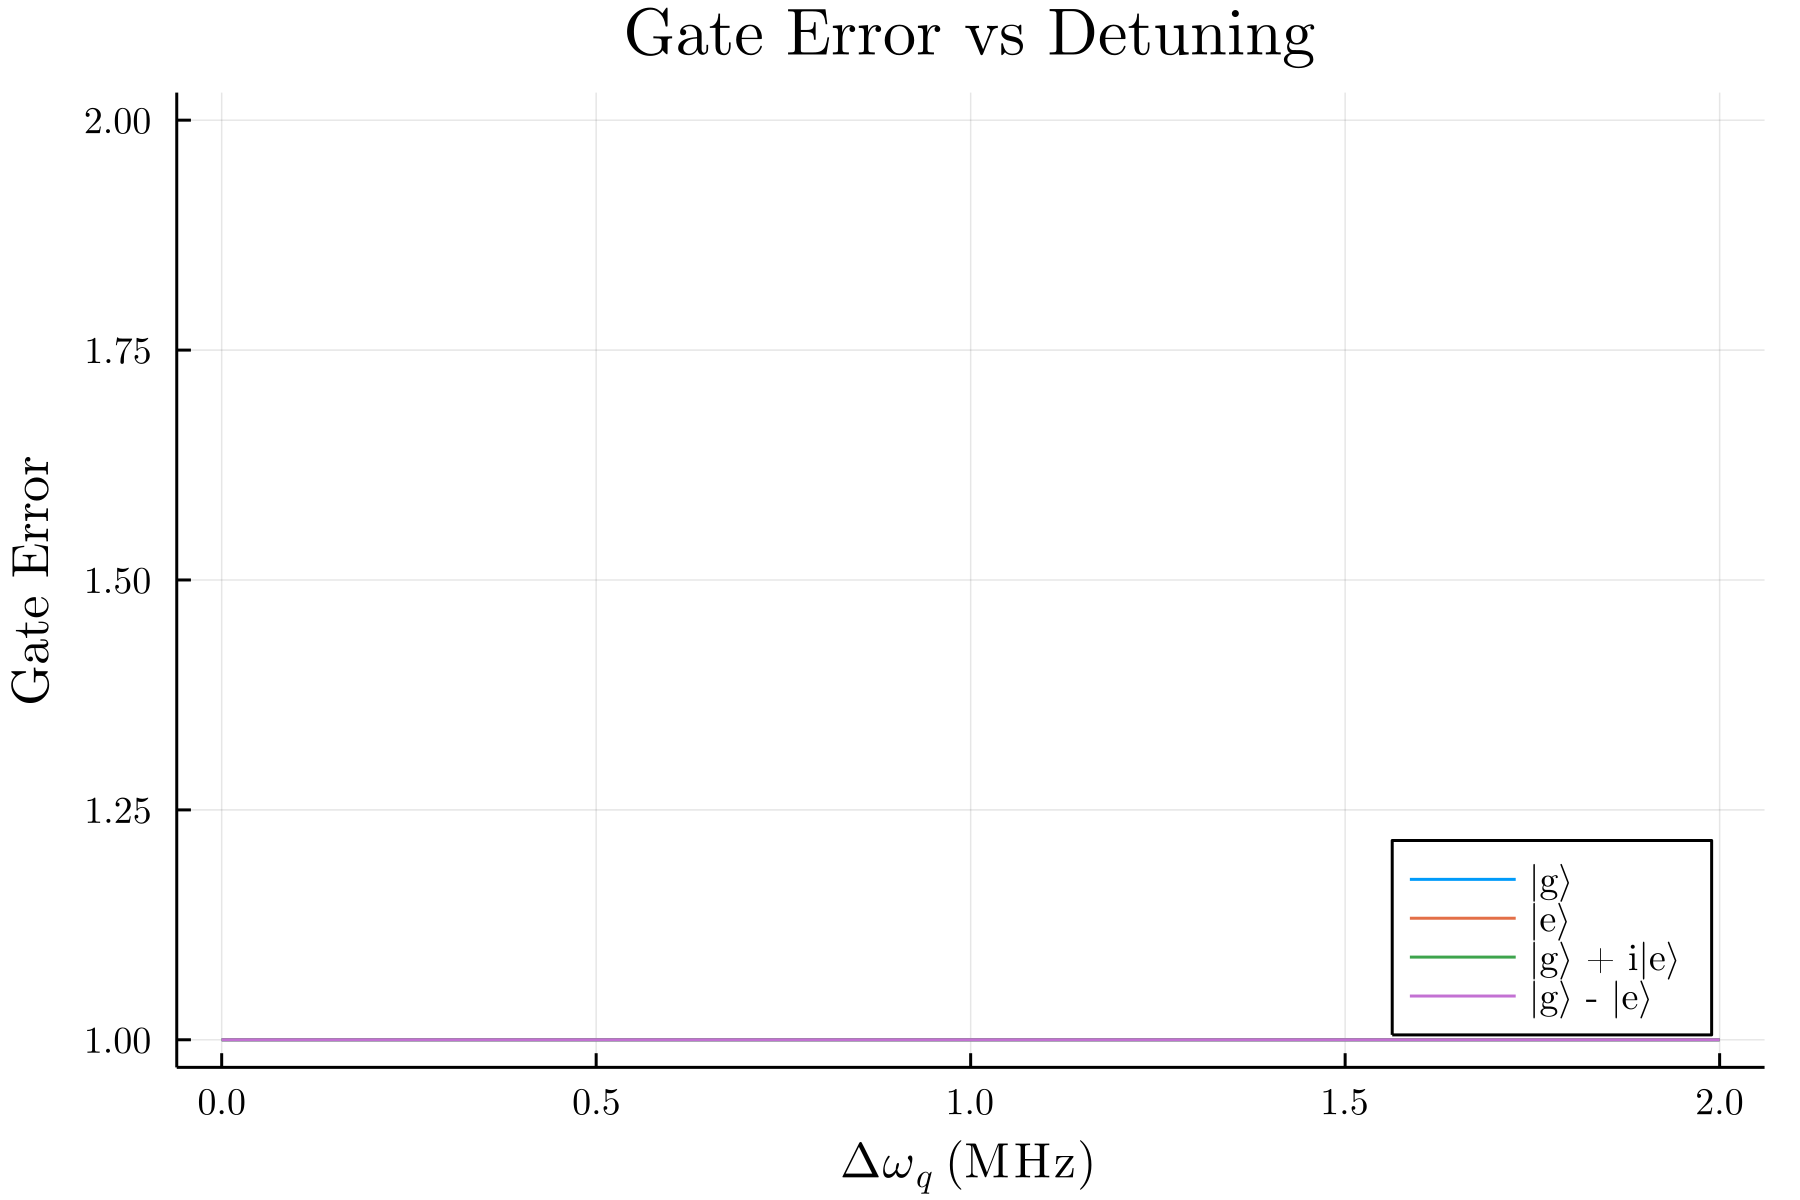 Gate Error vs Detuning
2.00
1.75
1.50
1.25
1.00
Gate Error
|g⟩
|e⟩
|g⟩ + i|e⟩
|g⟩ - |e⟩
0.0 0.5 1.0 1.5 2.0
Δω_q (MHz)